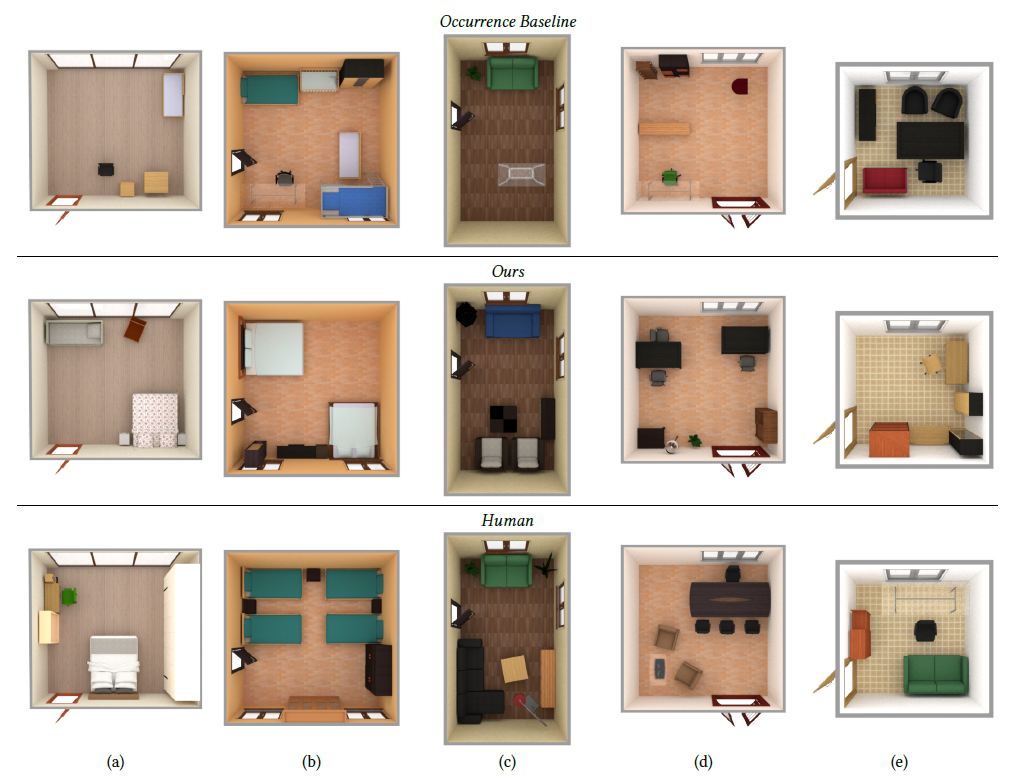 Occurrence Baseline
Ours
Human
(a) (b) (c) (d) (e)